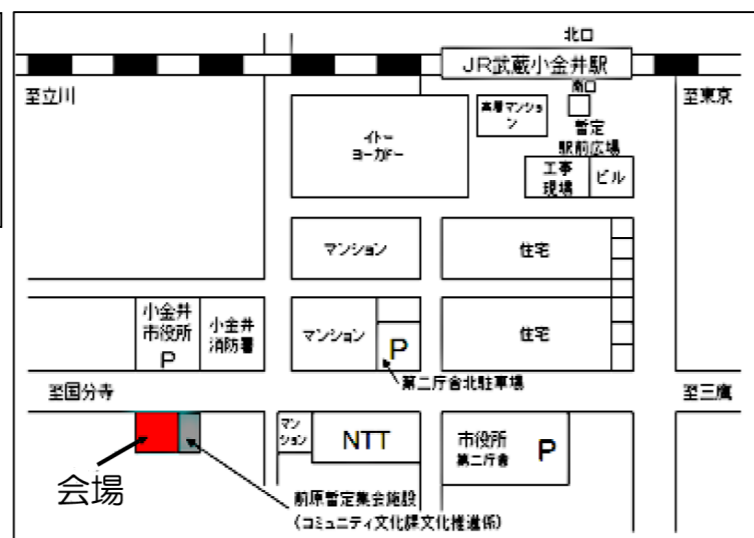 北口
JR武蔵小金井駅
至立川
南口
至東京
高層マンショ
ン
暫定
駅前広場
イトー
ヨーカドー
工事
現場
ビル
マンション
住宅
小金井
市役所
P
小金井
消防署
マンション
P
住宅
第二庁舎北駐車場
至国分寺
至三鷹
マン
ション
NTT
市役所
第二庁舎
P
会場
前原暫定集会施設
(コミュニティ文化課文化推進係)